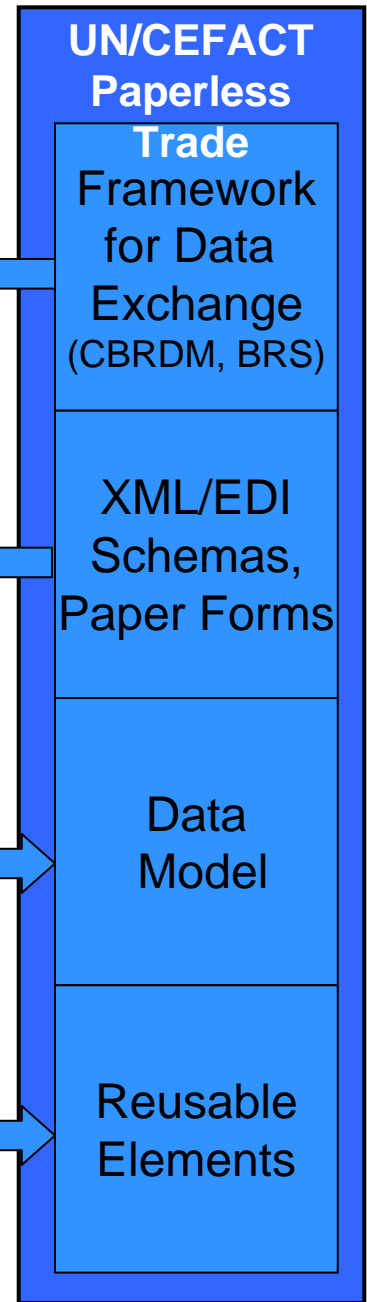 UN/CEFACT
Paperless
Trade
Framework
for Data
Exchange
(CBRDM, BRS)
XML/EDI
Schemas,
Paper Forms
Data
Model
Reusable
Elements